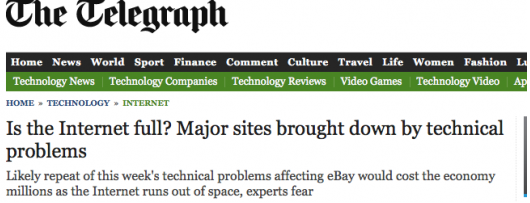 The Telegraph
Home News World Sport Finance Comment Culture Travel Life Women Fashion
Technology News Technology Companies Technology Reviews Video Games Technology Video
HOME » TECHNOLOGY » INTERNET
Is the Internet full? Major sites brought down by technical
problems
Likely repeat of this week's technical problems affecting eBay would cost the economy
millions as the Internet runs out of space, experts fear